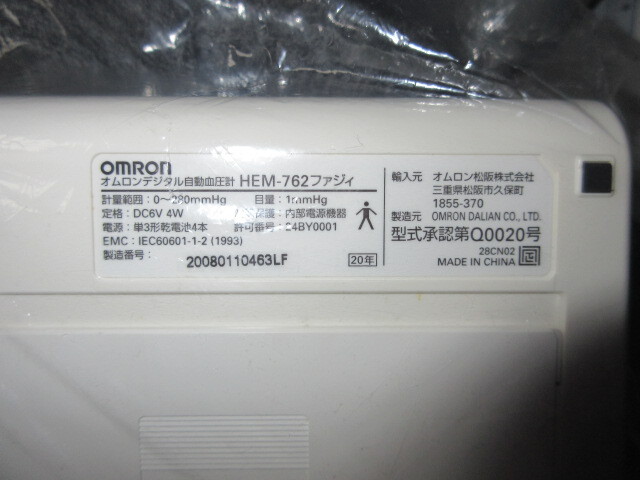 OMRON
オムロンデジタル自動血圧計 HEM-762ファジィ
計量範囲：0～280mmHg 目量：1mmHg
定格：DC6V 4W 保護：内部電源機器
電源：単3形乾電池4本 許可番号：24BY0001
EMC：IEC60601-1-2 (1993)
製造番号：
20080110463LF
20年
輸入元 オムロン松阪株式会社
三重県松阪市久保町
1855-370
製造元 OMRON DALIAN CO., LTD.
型式承認第Q0020号
28CN02
MADE IN CHINA